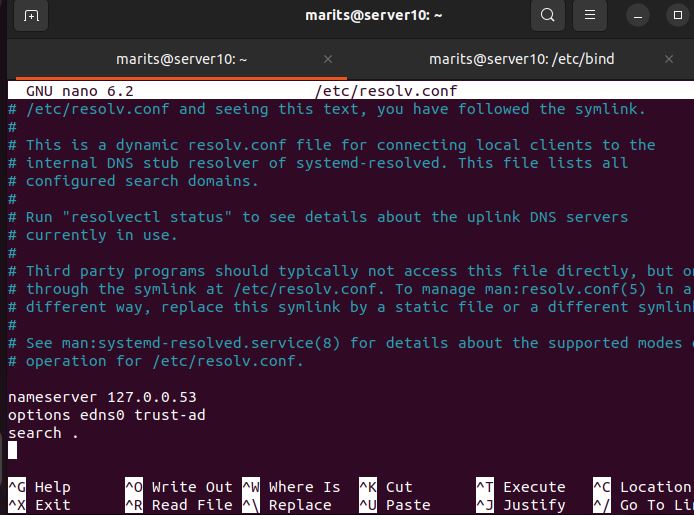 marits@server10: ~
marits@server10: ~ × marits@server10: /etc/bind ×
GNU nano 6.2 /etc/resolv.conf
# /etc/resolv.conf and seeing this text, you have followed the symlink.
#
# This is a dynamic resolv.conf file for connecting local clients to the
# internal DNS stub resolver of systemd-resolved. This file lists all
# configured search domains.
#
# Run "resolvectl status" to see details about the uplink DNS servers
# currently in use.
#
# Third party programs should typically not access this file directly, but
# through the symlink at /etc/resolv.conf. To manage man:resolv.conf(5) in a
# different way, replace this symlink by a static file or a different symlin
#
# See man:systemd-resolved.service(8) for details about the supported modes
# operation for /etc/resolv.conf.
nameserver 127.0.0.53
options edns0 trust-ad
search .
^G Help ^O Write Out ^W Where Is ^K Cut ^T Execute ^C Location
^X Exit ^R Read File ^\ Replace ^U Paste ^J Justify ^/ Go To Li